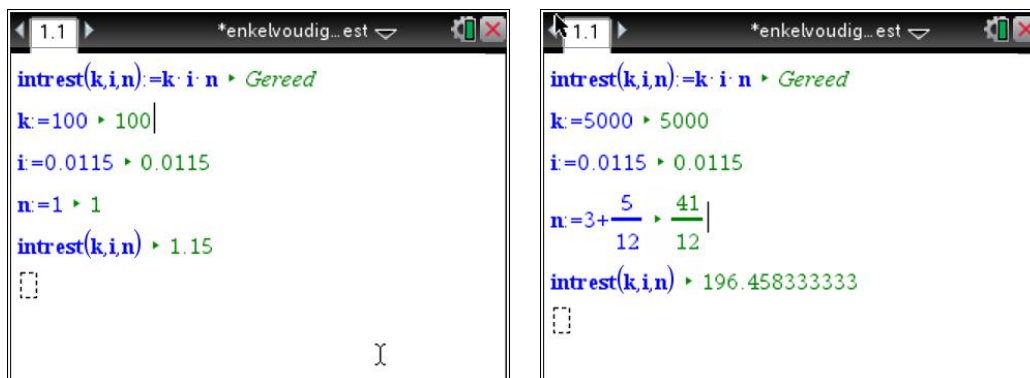 1.1 *enkelvoudig...est
intrest(k,i,n):=k· i· n ▸ Gereed
k:=100 ▸ 100
i:=0.0115 ▸ 0.0115
n:=1 ▸ 1
intrest(k,i,n) ▸ 1.15
1.1 *enkelvoudig...est
intrest(k,i,n):=k· i· n ▸ Gereed
k:=5000 ▸ 5000
i:=0.0115 ▸ 0.0115
n:=3+5/12 ▸ 41/12
intrest(k,i,n) ▸ 196.458333333